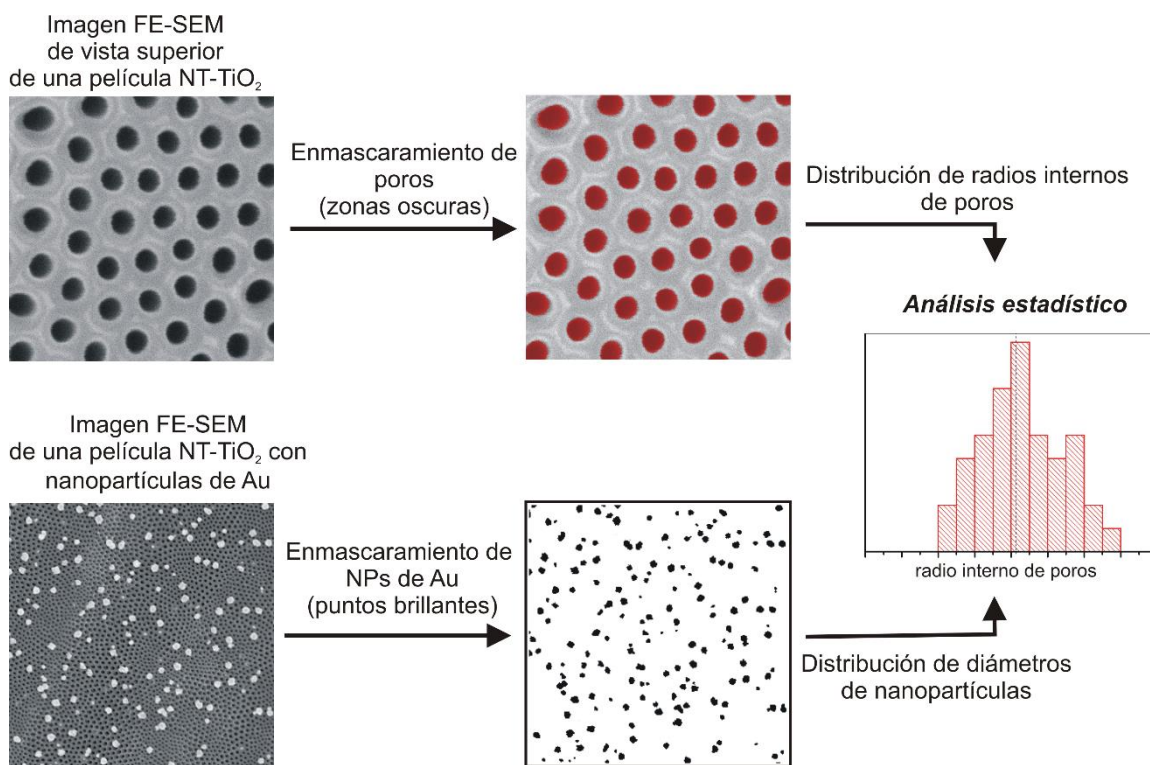 Imagen FE-SEM
de vista superior
de una película NT-TiO₂
Enmascaramiento de
poros
(zonas oscuras)
Distribución de radios internos
de poros
Análisis estadístico
radio interno de poros
Imagen FE-SEM
de una película NT-TiO₂ con
nanopartículas de Au
Enmascaramiento de
NPs de Au
(puntos brillantes)
Distribución de diámetros
de nanopartículas